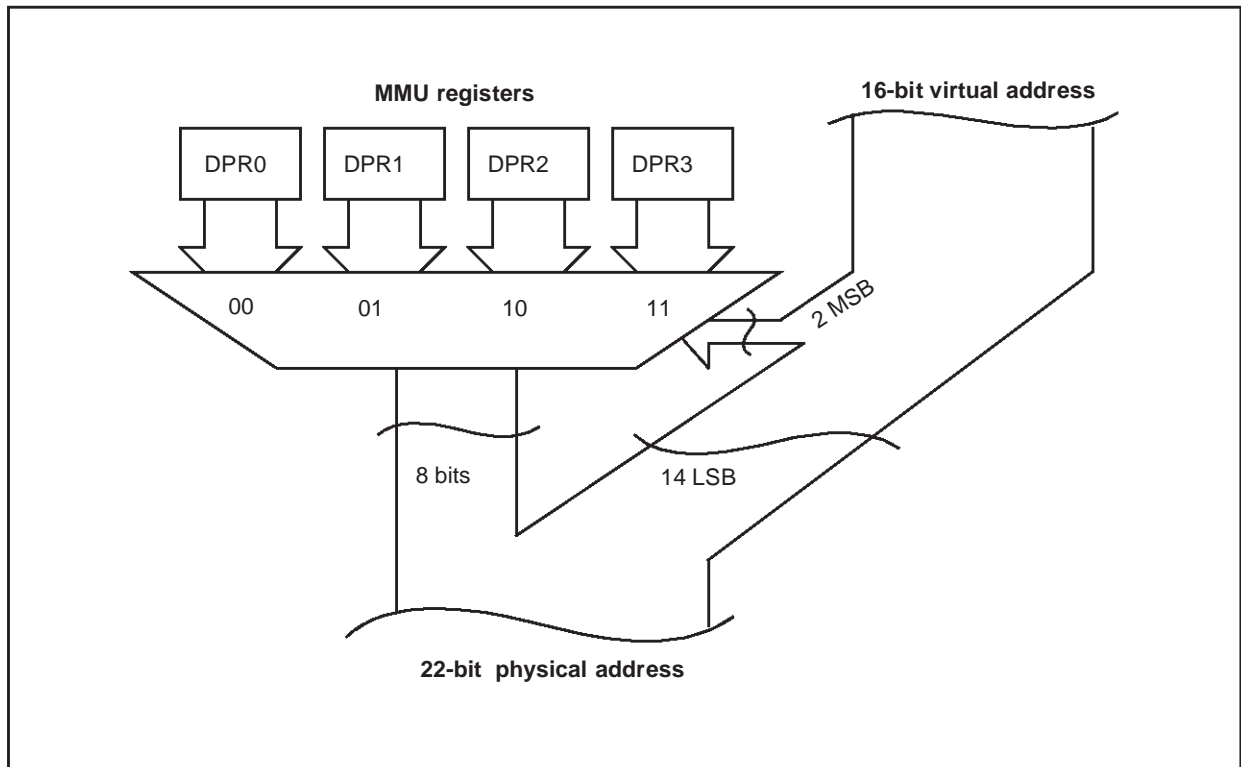 MMU registers
16-bit virtual address
DPR0 DPR1 DPR2 DPR3
00 01 10 11
2 MSB
8 bits
14 LSB
22-bit physical address